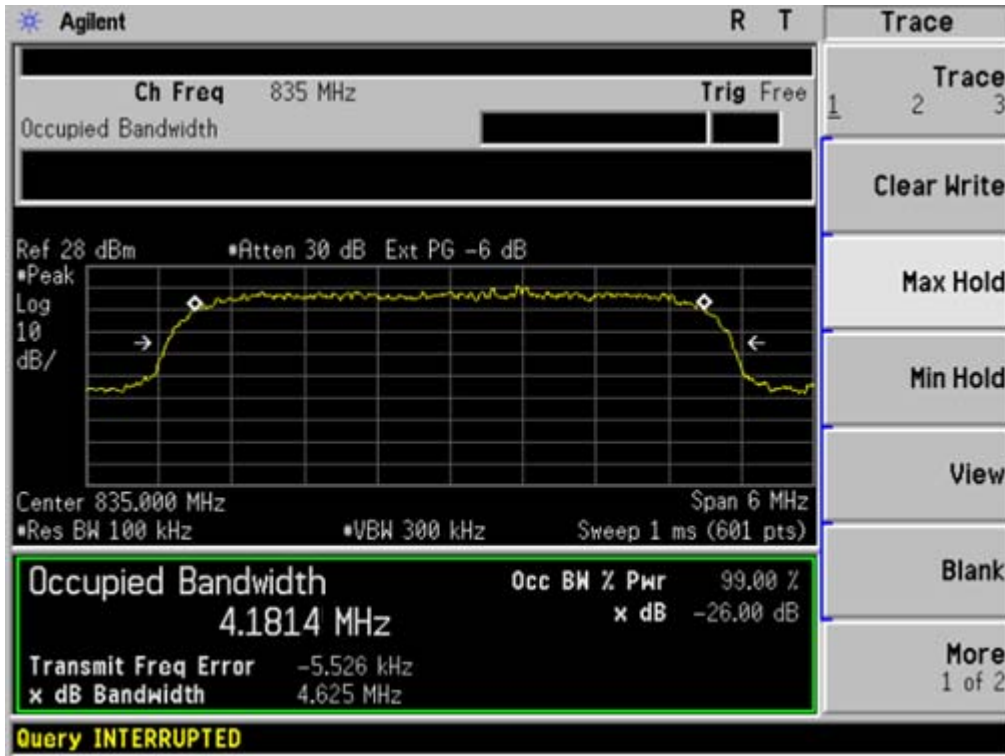 Agilent R T Trace
Ch Freq 835 MHz Trig Free
Occupied Bandwidth
Trace
1 2 3
Clear Write
Max Hold
Min Hold
View
Blank
More
1 of 2
Ref 28 dBm *Atten 30 dB Ext PG -6 dB
*Peak
Log
10
dB/
Center 835.000 MHz Span 6 MHz
*Res BW 100 kHz *VBW 300 kHz Sweep 1 ms (601 pts)
Occupied Bandwidth
4.1814 MHz
Occ BW % Pwr 99.00 %
x dB -26.00 dB
Transmit Freq Error -5.526 kHz
x dB Bandwidth 4.625 MHz
Query INTERRUPTED